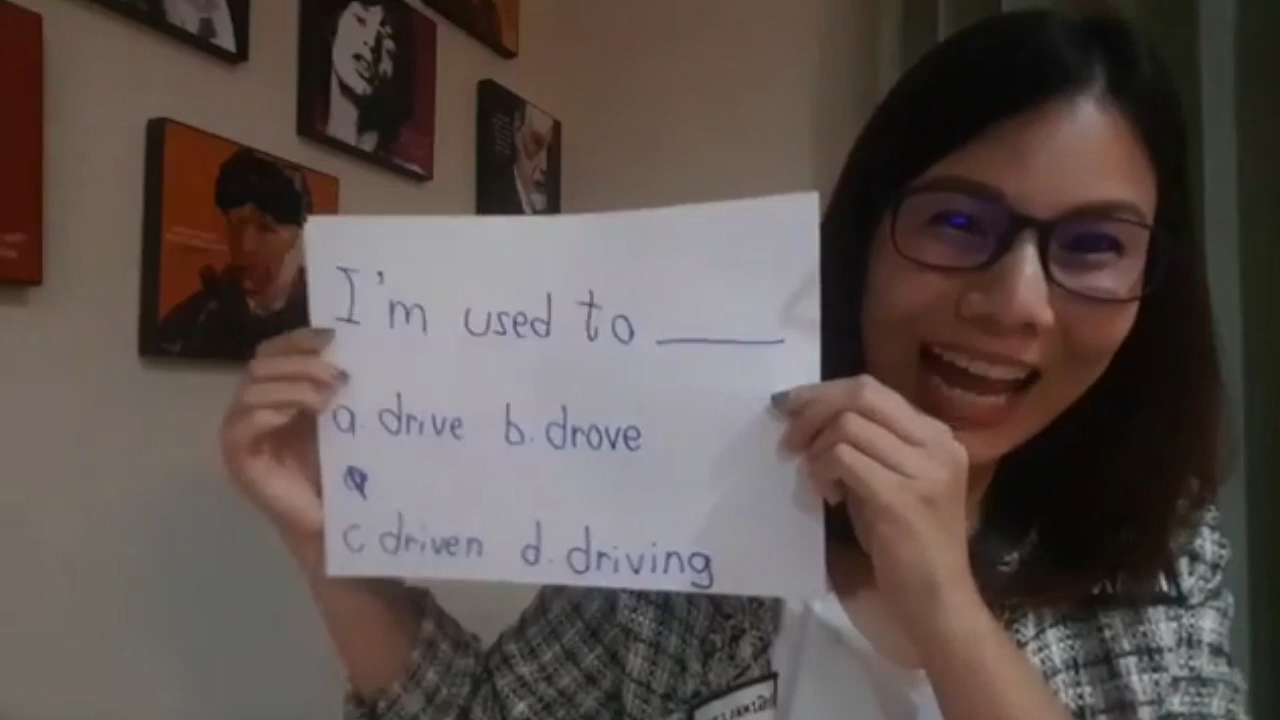 I'm used to ____
a. drive b. drove
c driven d. driving